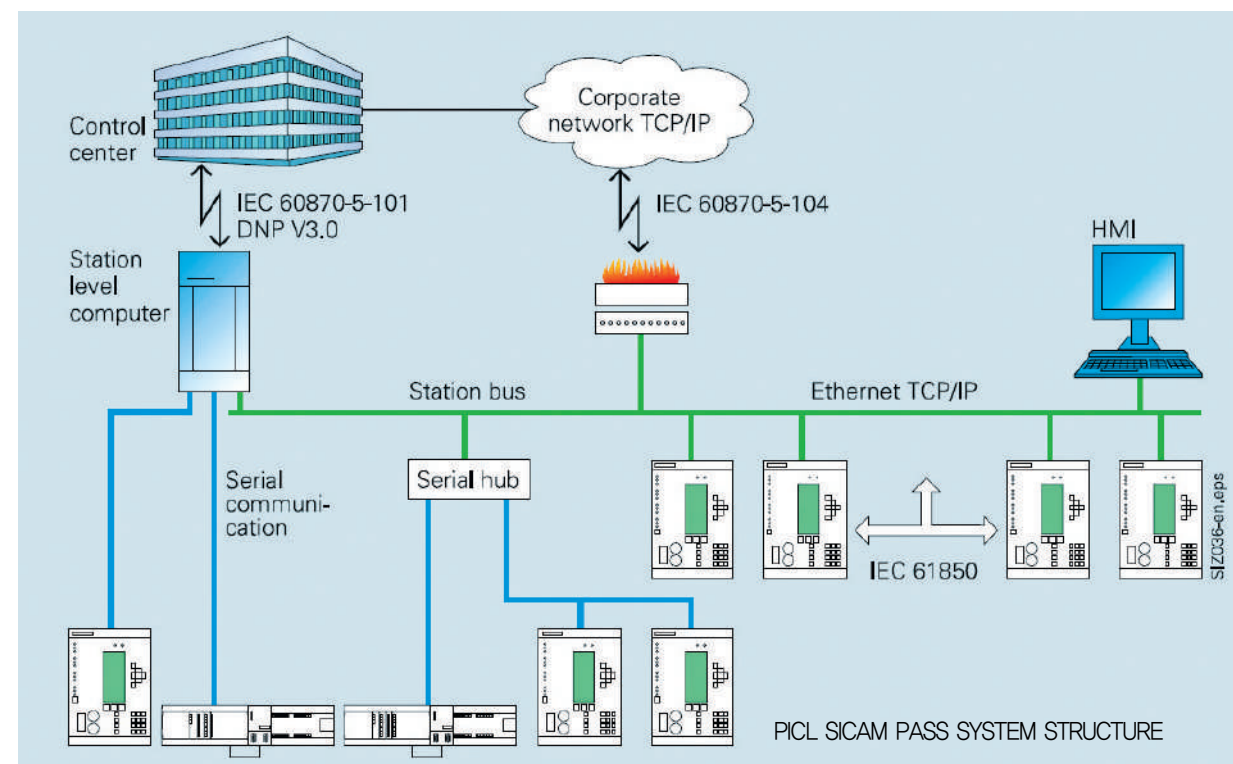 Corporate
network TCP/IP
Control
center
IEC 60870-5-101
DNP V3.0
IEC 60870-5-104
HMI
Station
level
computer
Station bus
Ethernet TCP/IP
Serial
communi-
cation
Serial hub
IEC 61850
SIZ036-en.eps
PICL SICAM PASS SYSTEM STRUCTURE